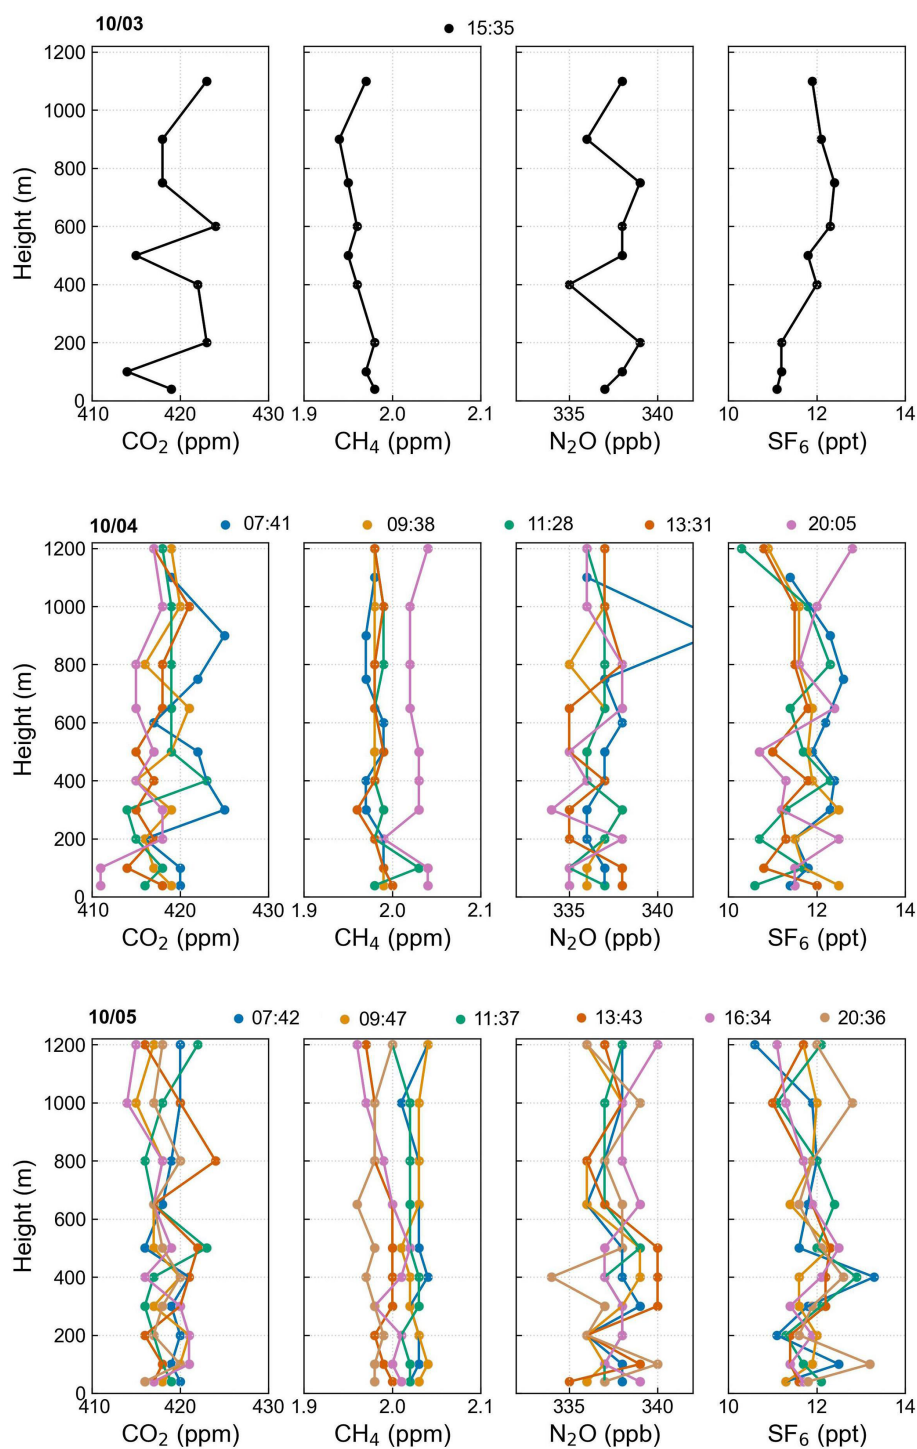 10/03 15:35
1200
1000
800
600
400
200
0
Height (m)
410 420 430 1.9 2.0 2.1 335 340 10 12 14
CO₂ (ppm) CH₄ (ppm) N₂O (ppb) SF₆ (ppt)
10/04 07:41 09:38 11:28 13:31 20:05
1200
1000
800
600
400
200
0
Height (m)
410 420 430 1.9 2.0 2.1 335 340 10 12 14
CO₂ (ppm) CH₄ (ppm) N₂O (ppb) SF₆ (ppt)
10/05 07:42 09:47 11:37 13:43 16:34 20:36
1200
1000
800
600
400
200
0
Height (m)
410 420 430 1.9 2.0 2.1 335 340 10 12 14
CO₂ (ppm) CH₄ (ppm) N₂O (ppb) SF₆ (ppt)